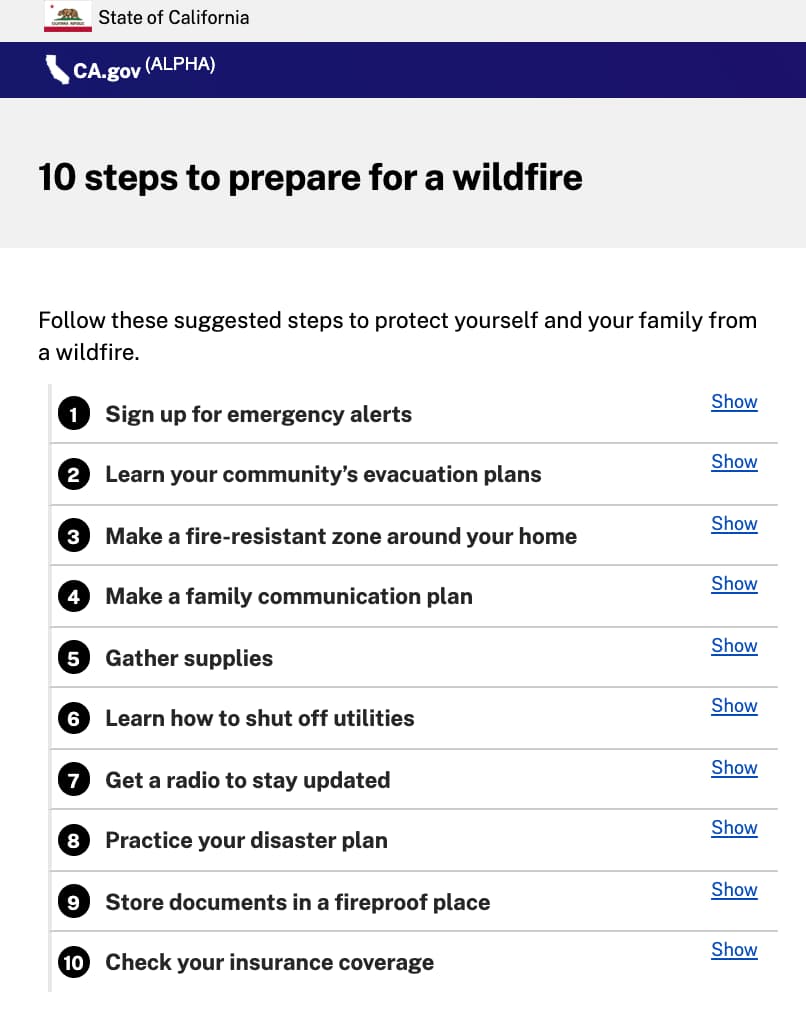 State of California
CA.gov (ALPHA)
10 steps to prepare for a wildfire
Follow these suggested steps to protect yourself and your family from
a wildfire.
1 Sign up for emergency alerts Show
2 Learn your community’s evacuation plans Show
3 Make a fire-resistant zone around your home Show
4 Make a family communication plan Show
5 Gather supplies Show
6 Learn how to shut off utilities Show
7 Get a radio to stay updated Show
8 Practice your disaster plan Show
9 Store documents in a fireproof place Show
10 Check your insurance coverage Show